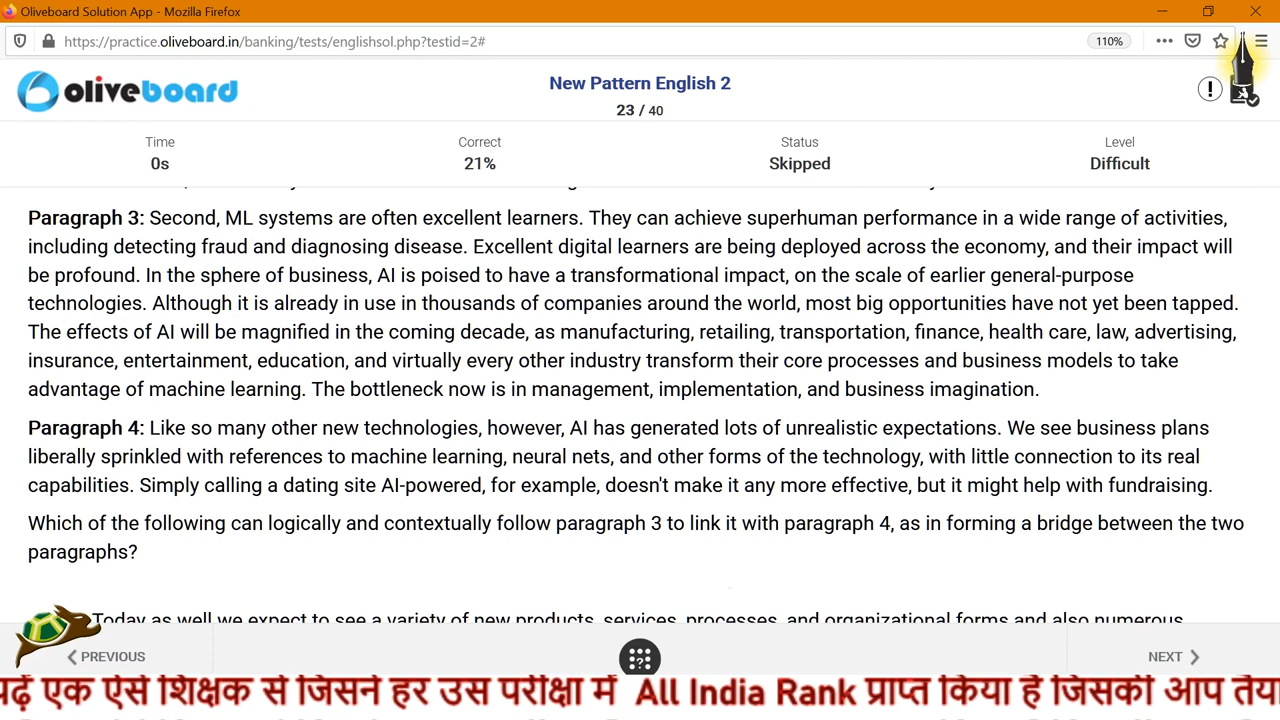 Oliveboard Solution App - Mozilla Firefox
https://practice.oliveboard.in/banking/tests/englishsol.php?testid=2#
110%
oliveboard
New Pattern English 2
23 / 40
Time
Correct
Status
Level
0s
21%
Skipped
Difficult
Paragraph 3: Second, ML systems are often excellent learners. They can achieve superhuman performance in a wide range of activities,
including detecting fraud and diagnosing disease. Excellent digital learners are being deployed across the economy, and their impact will
be profound. In the sphere of business, AI is poised to have a transformational impact, on the scale of earlier general-purpose
technologies. Although it is already in use in thousands of companies around the world, most big opportunities have not yet been tapped.
The effects of AI will be magnified in the coming decade, as manufacturing, retailing, transportation, finance, health care, law, advertising,
insurance, entertainment, education, and virtually every other industry transform their core processes and business models to take
advantage of machine learning. The bottleneck now is in management, implementation, and business imagination.
Paragraph 4: Like so many other new technologies, however, AI has generated lots of unrealistic expectations. We see business plans
liberally sprinkled with references to machine learning, neural nets, and other forms of the technology, with little connection to its real
capabilities. Simply calling a dating site AI-powered, for example, doesn't make it any more effective, but it might help with fundraising.
Which of the following can logically and contextually follow paragraph 3 to link it with paragraph 4, as in forming a bridge between the two
paragraphs?
Today as well we expect to see a variety of new products, services, processes, and organizational forms and also numerous
PREVIOUS
NEXT
एक ऐसे शिक्षक से जिसने हर उस परीक्षा में All India Rank प्राप्त किया है जिसकी आप